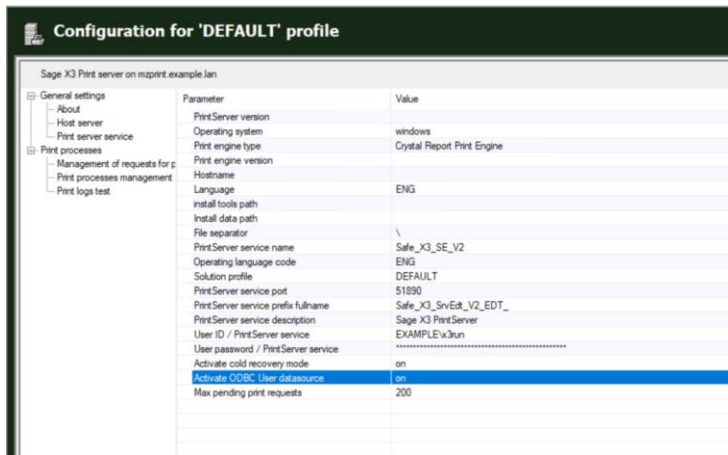 Configuration for 'DEFAULT' profile
Sage X3 Print server on mzprint.example.lan
General settings
About
Host server
Print server service
Print processes
Management of requests for p
Print processes management
Print logs test
Parameter Value
PrintServer version
Operating system windows
Print engine type Crystal Report Print Engine
Print engine version
Hostname
Language ENG
install tools path
Install data path
File separator \
PrintServer service name Safe_X3_SE_V2
Operating language code ENG
Solution profile DEFAULT
PrintServer service port 51890
PrintServer service prefix fullname Safe_X3_SrvEdt_V2_EDT_
PrintServer service description Sage X3 PrintServer
User ID / PrintServer service EXAMPLE\x3run
User password / PrintServer service **************************************************
Activate cold recovery mode on
Activate ODBC User datasource on
Max pending print requests 200